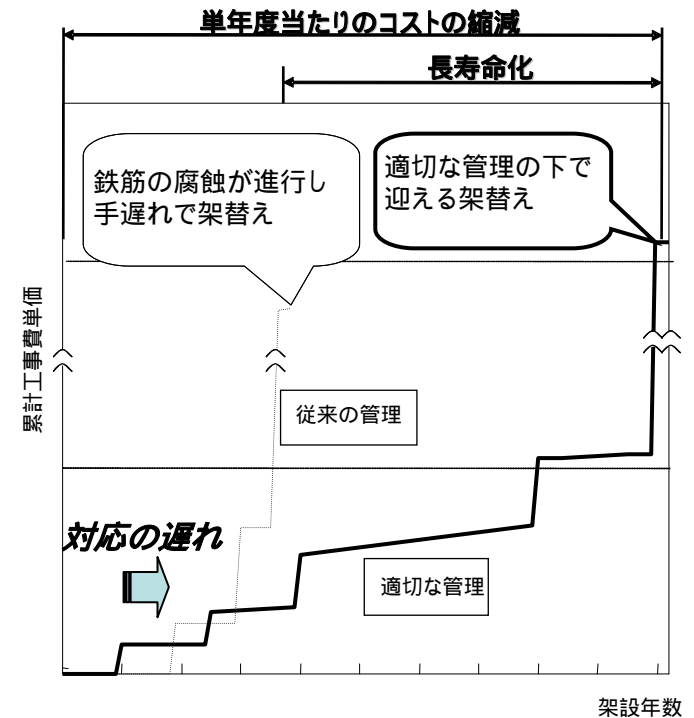 単年度当たりのコストの縮減
長寿命化
鉄筋の腐蝕が進行し
手遅れで架替え
適切な管理の下で
迎える架替え
累計工事費単価
従来の管理
対応の遅れ
適切な管理
架設年数